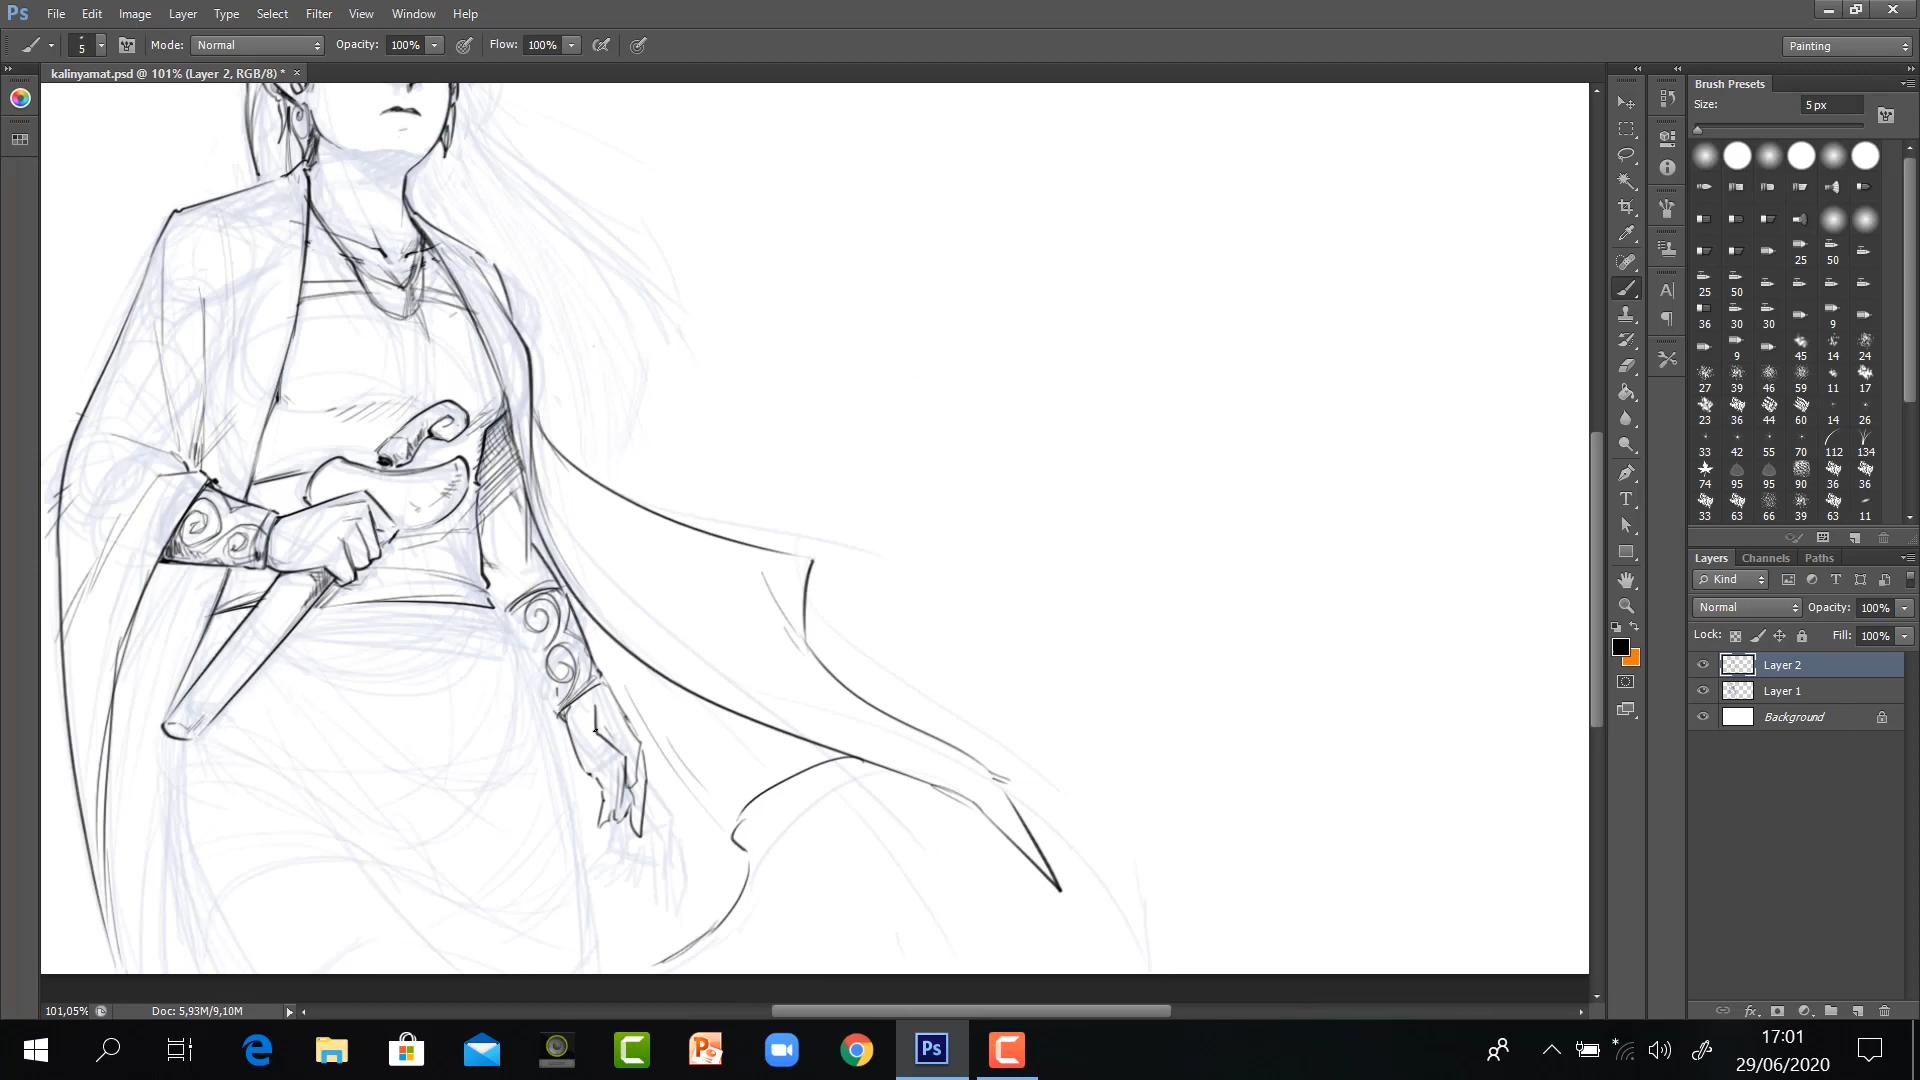 Ps File Edit Image Layer Type Select Filter View Window Help
5 Mode: Normal Opacity: 100% Flow: 100% Painting
kalinyamat.psd @ 101% (Layer 2, RGB/8) * ×
Brush Presets
Size: 5 px
25 50
25 50
36 30 30 9
9 45 14 24
27 39 46 59 11 17
23 36 44 60 14 26
33 42 55 70 112 134
74 95 95 90 36 36
33 63 66 39 63 11
Layers Channels Paths
Kind
Normal Opacity: 100%
Lock: Fill: 100%
Layer 2
Layer 1
Background
101,05% Doc: 5,93M/9,10M
17:01
29/06/2020